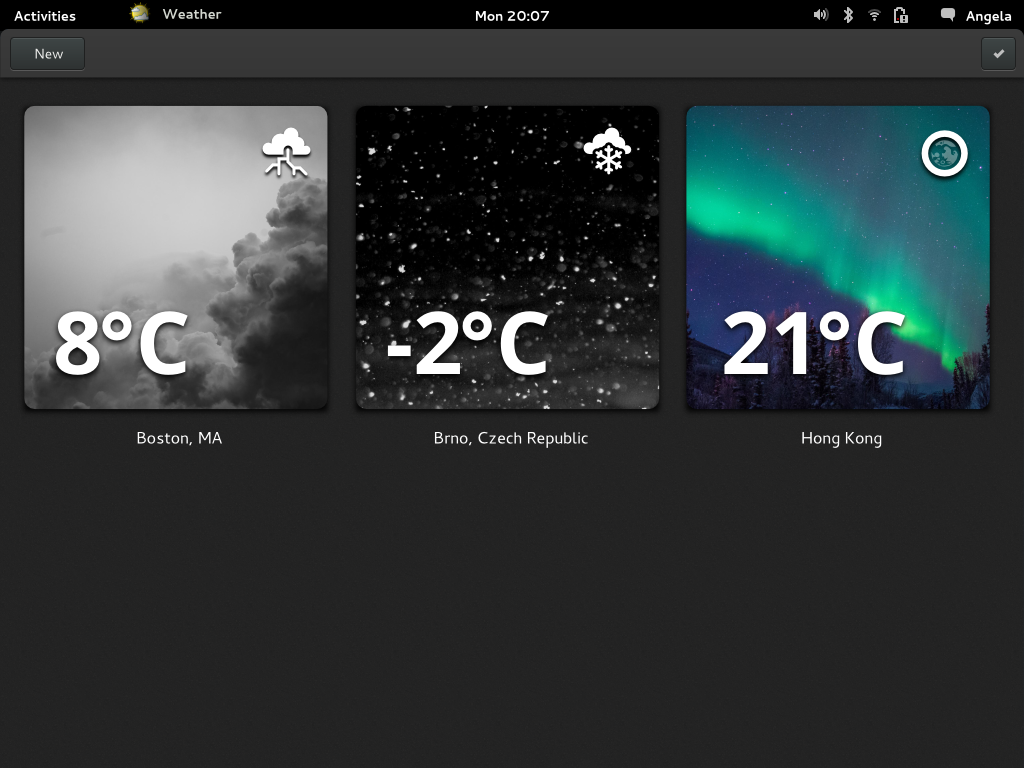 Activities Weather Mon 20:07 Angela
New
8°C -2°C 21°C
Boston, MA Brno, Czech Republic Hong Kong